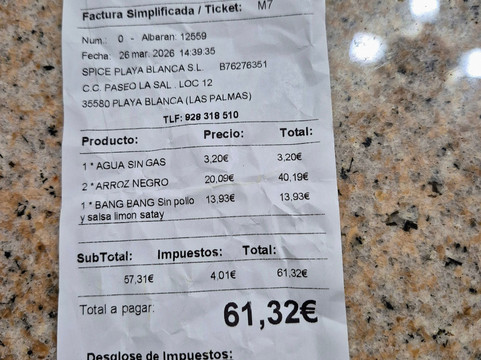 Factura Simplificada / Ticket: M7
Num.: 0 - Albaran: 12559
Fecha: 26 mar. 2026 14:39:35
SPICE PLAYA BLANCA S.L. B76276351
C.C. PASEO LA SAL . LOC 12
35580 PLAYA BLANCA (LAS PALMAS)
TLF: 928 318 510
Producto: Precio: Total:
1 * AGUA SIN GAS 3,20€ 3,20€
2 * ARROZ NEGRO 20,09€ 40,19€
1 * BANG BANG Sin pollo 13,93€ 13,93€
y salsa limon satay
SubTotal: Impuestos: Total:
57,31€ 4,01€ 61,32€
Total a pagar: 61,32€
Desglose de Impuestos: